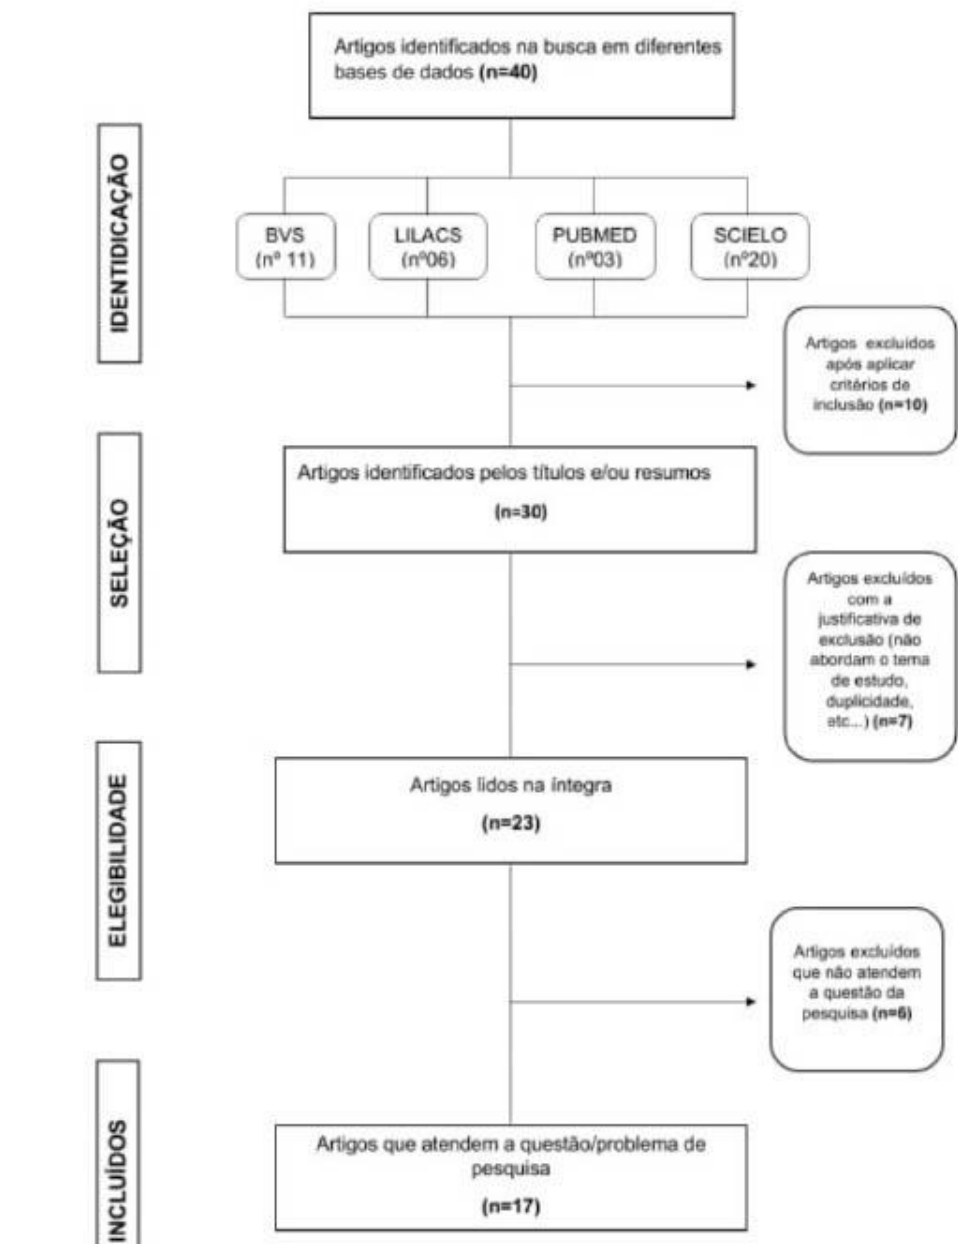 Artigos identificados na busca em diferentes
bases de dados (n=40)
IDENTIDICAÇÃO
BVS
(nº 11)
LILACS
(nº06)
PUBMED
(nº03)
SCIELO
(nº20)
Artigos excluídos
após aplicar
critérios de
inclusão (n=10)
SELEÇÃO
Artigos identificados pelos títulos e/ou resumos
(n=30)
Artigos excluídos
com a
justificativa de
exclusão (não
abordam o tema
de estudo,
duplicidade,
etc...) (n=7)
ELEGIBILIDADE
Artigos lidos na íntegra
(n=23)
Artigos excluídos
que não atendem
a questão da
pesquisa (n=6)
INCLUÍDOS
Artigos que atendem a questão/problema de
pesquisa
(n=17)